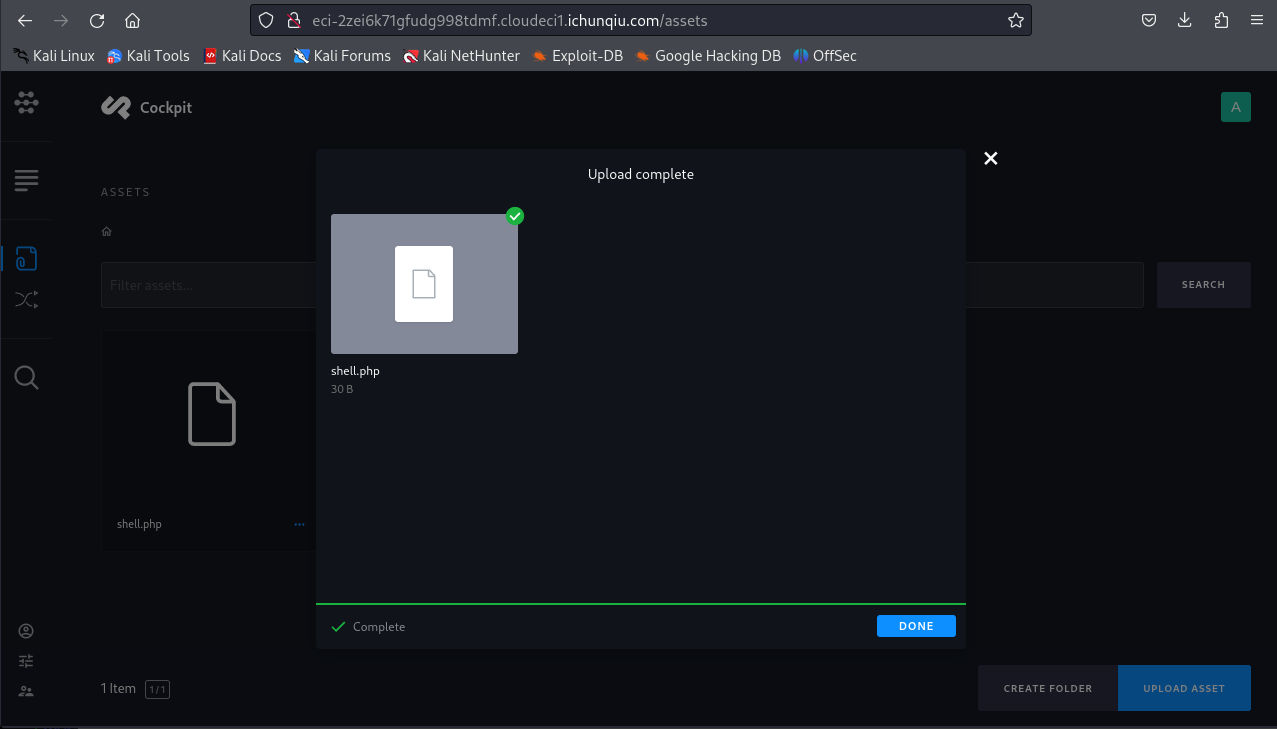 eci-2zei6k71gfudg998tdmf.cloudeci1.ichunqiu.com/assets
Kali Linux Kali Tools Kali Docs Kali Forums Kali NetHunter Exploit-DB Google Hacking DB OffSec
Cockpit
A
Upload complete
ASSETS
Filter assets...
SEARCH
shell.php
30 B
shell.php
Complete
DONE
1 Item 1/1
CREATE FOLDER
UPLOAD ASSET